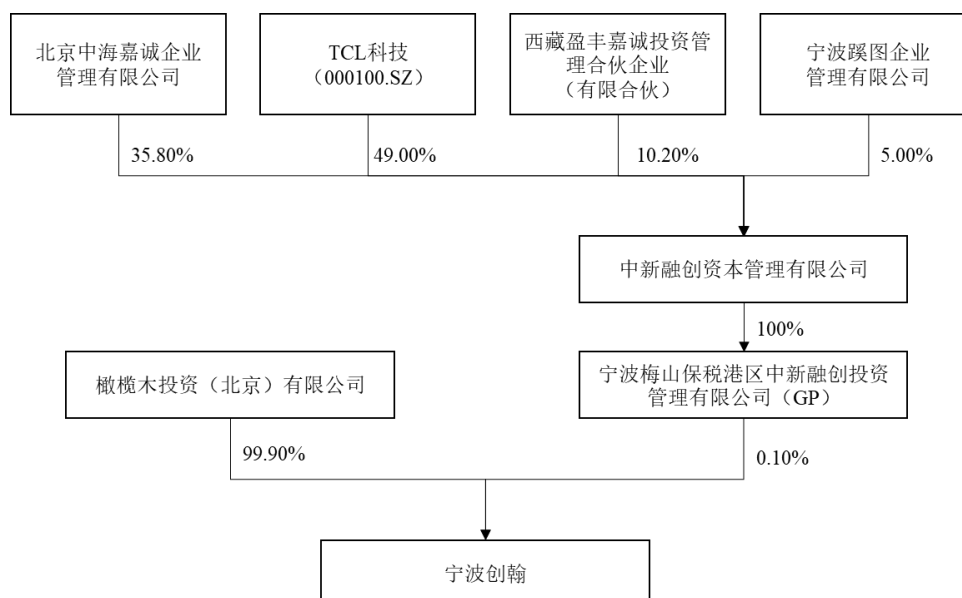 北京中海嘉诚企业
管理有限公司
TCL科技
（000100.SZ）
西藏盈丰嘉诚投资管
理合伙企业
（有限合伙）
宁波蹊图企业
管理有限公司
35.80%
49.00%
10.20%
5.00%
中新融创资本管理有限公司
100%
橄榄木投资（北京）有限公司
宁波梅山保税港区中新融创投资
管理有限公司（GP）
99.90%
0.10%
宁波创翰